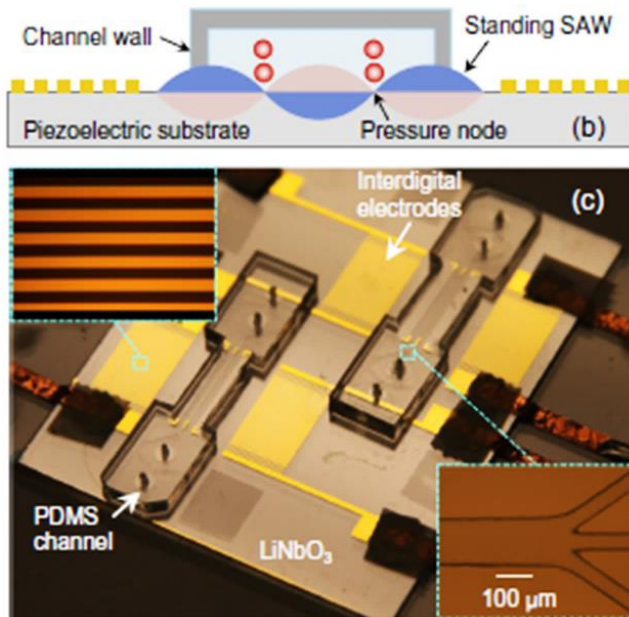 Channel wall
Standing SAW
Piezoelectric substrate
Pressure node
(b)
Interdigital
electrodes
(c)
PDMS
channel
LiNbO₃
100 µm